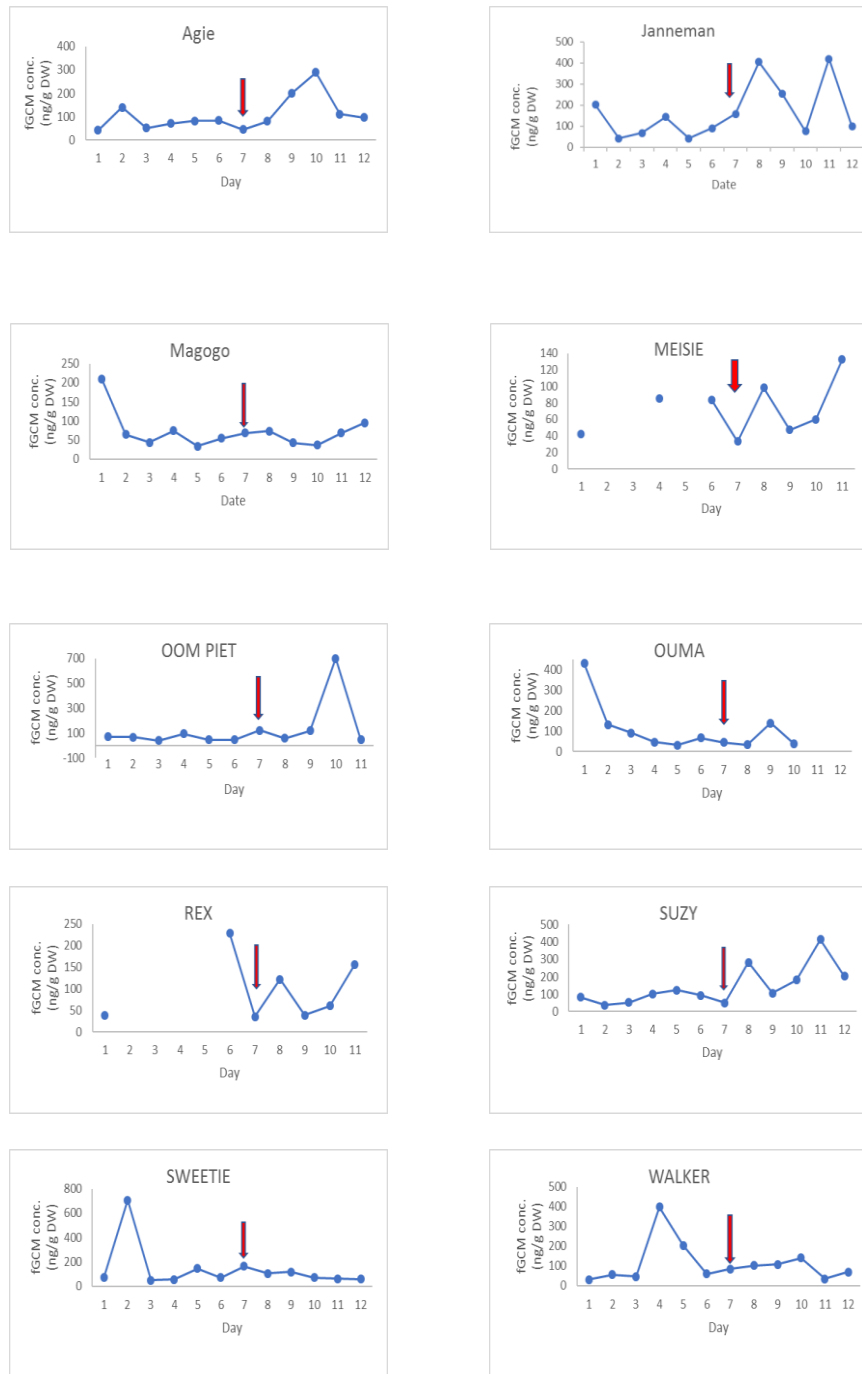 Agie
fGCM conc.
(ng/g DW)
400
300
200
100
0
1 2 3 4 5 6 7 8 9 10 11 12
Day
Janneman
fGCM conc.
(ng/g DW)
500
400
300
200
100
0
1 2 3 4 5 6 7 8 9 10 11 12
Date
Magogo
fGCM conc.
(ng/g DW)
250
200
150
100
50
0
1 2 3 4 5 6 7 8 9 10 11 12
Date
MEISIE
fGCM conc.
(ng/g DW)
140
120
100
80
60
40
20
0
1 2 3 4 5 6 7 8 9 10 11
Day
OOM PIET
fGCM conc.
(ng/g DW)
700
500
300
100
-100
1 2 3 4 5 6 7 8 9 10 11
Day
OUMA
fGCM conc.
(ng/g DW)
400
300
200
100
0
1 2 3 4 5 6 7 8 9 10 11 12
Day
REX
fGCM conc.
(ng/g DW)
250
200
150
100
50
0
1 2 3 4 5 6 7 8 9 10 11
Day
SUZY
fGCM conc.
(ng/g DW)
500
400
300
200
100
0
1 2 3 4 5 6 7 8 9 10 11 12
Day
SWEETIE
fGCM conc.
(ng/g DW)
800
600
400
200
0
1 2 3 4 5 6 7 8 9 10 11 12
Day
WALKER
fGCM conc.
(ng/g DW)
500
400
300
200
100
0
1 2 3 4 5 6 7 8 9 10 11 12
Day